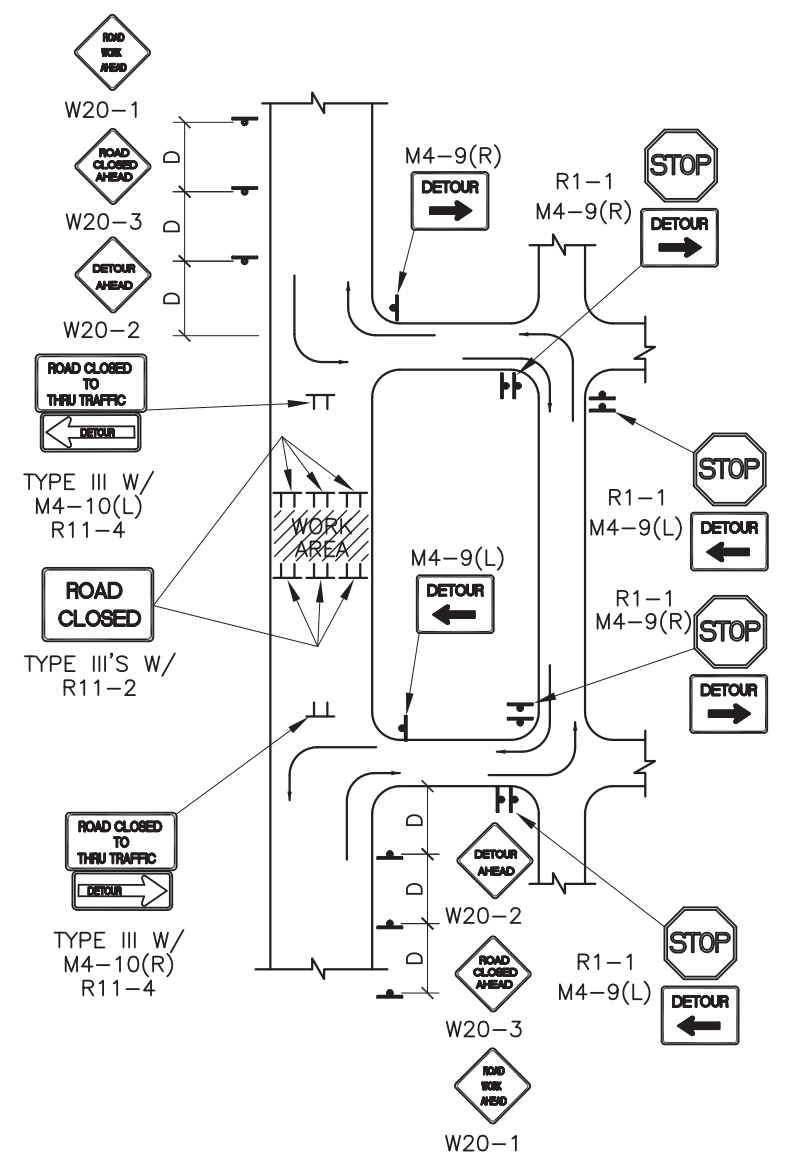 ROAD
WORK
AHEAD
W20-1
ROAD
CLOSED
AHEAD
W20-3
DETOUR
AHEAD
W20-2
D
D
D
M4-9(R)
DETOUR
R1-1
M4-9(R)
STOP
DETOUR
ROAD CLOSED
TO
THRU TRAFFIC
DETOUR
TYPE III W/
M4-10(L)
R11-4
STOP
R1-1
M4-9(L)
DETOUR
WORK
AREA
ROAD
CLOSED
TYPE III'S W/
R11-2
M4-9(L)
DETOUR
R1-1
M4-9(R)
STOP
DETOUR
ROAD CLOSED
TO
THRU TRAFFIC
DETOUR
TYPE III W/
M4-10(R)
R11-4
D
D
D
DETOUR
AHEAD
W20-2
ROAD
CLOSED
AHEAD
W20-3
ROAD
WORK
AHEAD
W20-1
STOP
R1-1
M4-9(L)
DETOUR